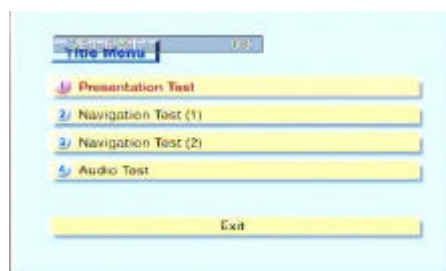 Title Menu
1 Presentation Test
2 Navigation Test (1)
3 Navigation Test (2)
4 Audio Test
Exit